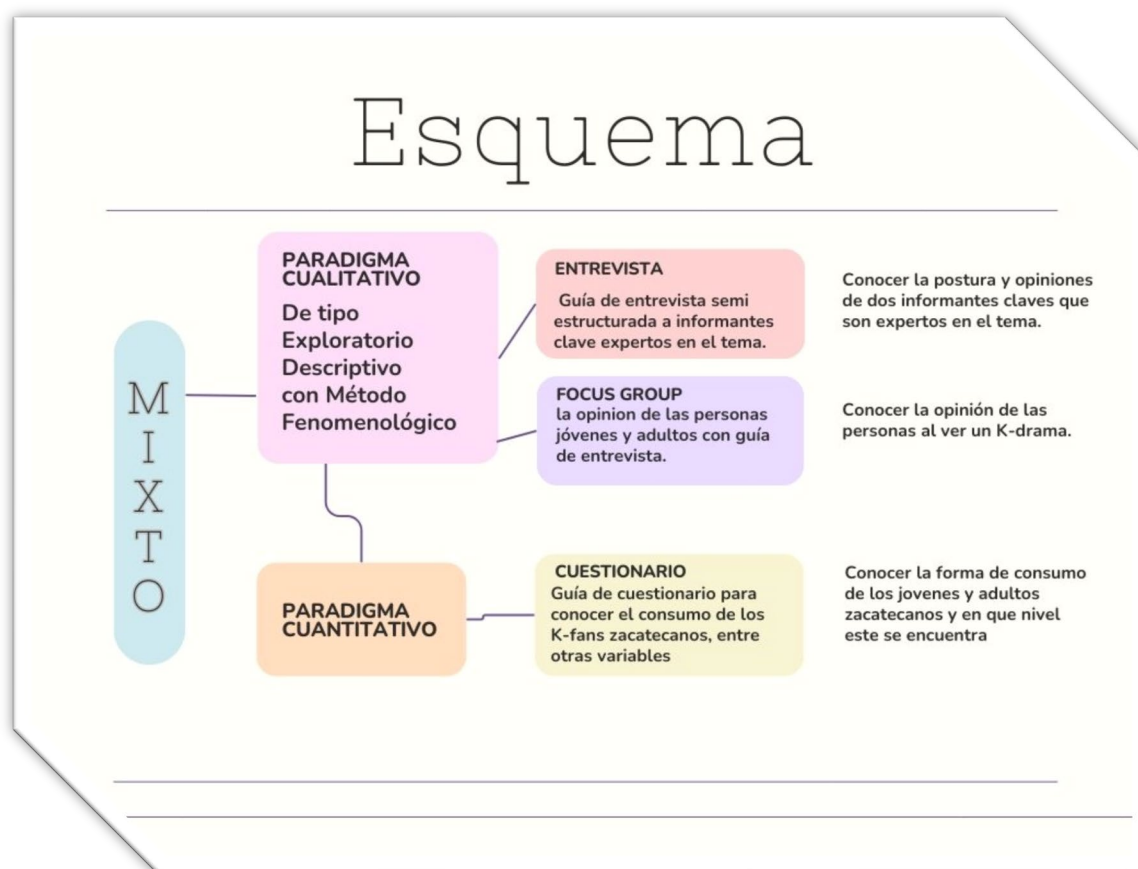 Esquema
MIXTO
PARADIGMA
CUALITATIVO
De tipo
Exploratorio
Descriptivo
con Método
Fenomenológico
ENTREVISTA
Guía de entrevista semi
estructurada a informantes
clave expertos en el tema.
Conocer la postura y opiniones
de dos informantes claves que
son expertos en el tema.
FOCUS GROUP
la opinion de las personas
jóvenes y adultos con guía
de entrevista.
Conocer la opinión de las
personas al ver un K-drama.
PARADIGMA
CUANTITATIVO
CUESTIONARIO
Guía de cuestionario para
conocer el consumo de los
K-fans zacatecanos, entre
otras variables
Conocer la forma de consumo
de los jovenes y adultos
zacatecanos y en que nivel
este se encuentra